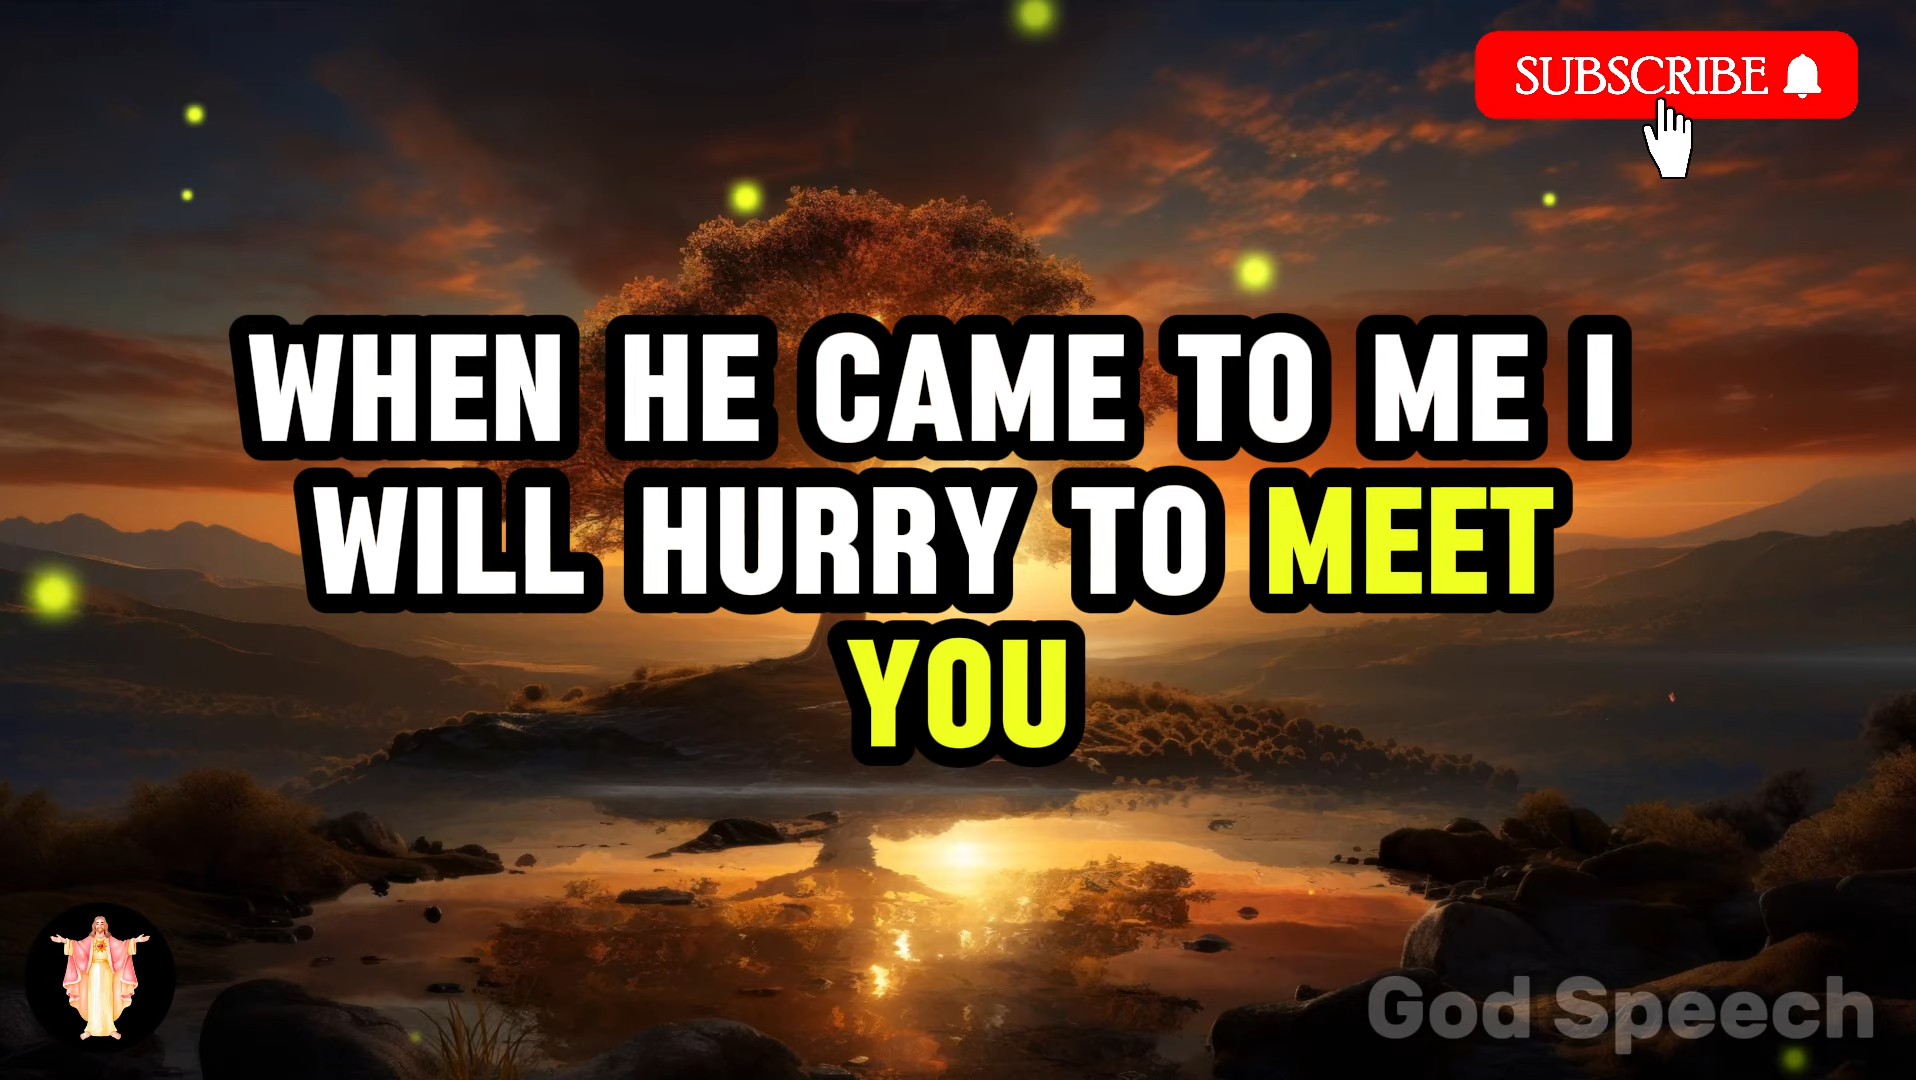 SUBSCRIBE
WHEN HE CAME TO ME I
WILL HURRY TO MEET
YOU
God Speech